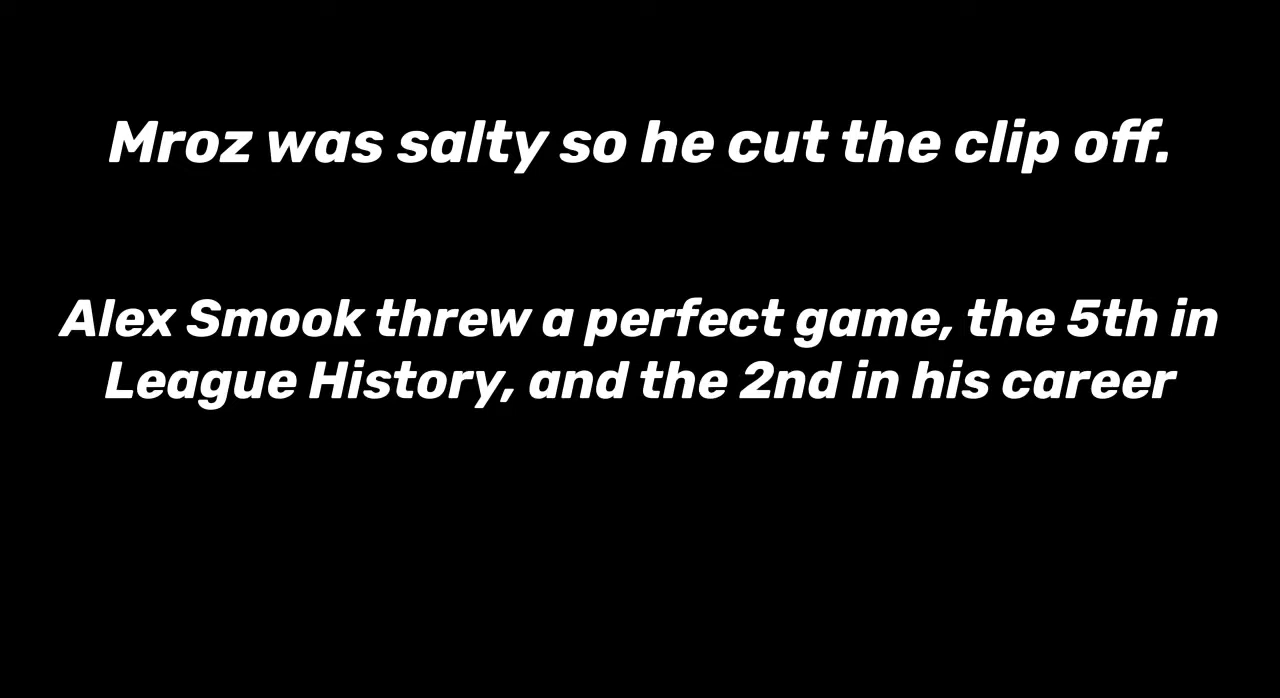 Mroz was salty so he cut the clip off.
Alex Smook threw a perfect game, the 5th in
League History, and the 2nd in his career